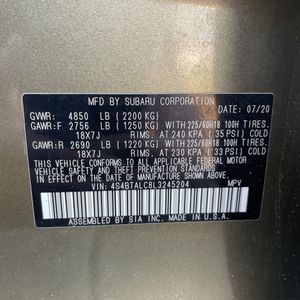 MFD. BY SUBARU CORPORATION
GVWR: 4850 LB (2200 KG) DATE 07/20
GAWR:F 2756 LB (1250 KG) WITH 225/60R18 100H TIRES.
18X7J RIMS. AT 240 KPA (35 PSI) COLD
GAWR:R 2690 LB (1220 KG) WITH 225/60R18 100H TIRES.
18X7J RIMS. AT 230 KPA (33 PSI) COLD
THIS VEHICLE CONFORMS TO ALL APPLICABLE FEDERAL
MOTOR VEHICLE SAFETY STANDARDS IN EFFECT ON THE
DATE OF MANUFACTURE SHOWN ABOVE.
VIN: 4S4BTALC8L3245204 MPV
ASSEMBLED BY SIA INC. MADE IN U.S.A.